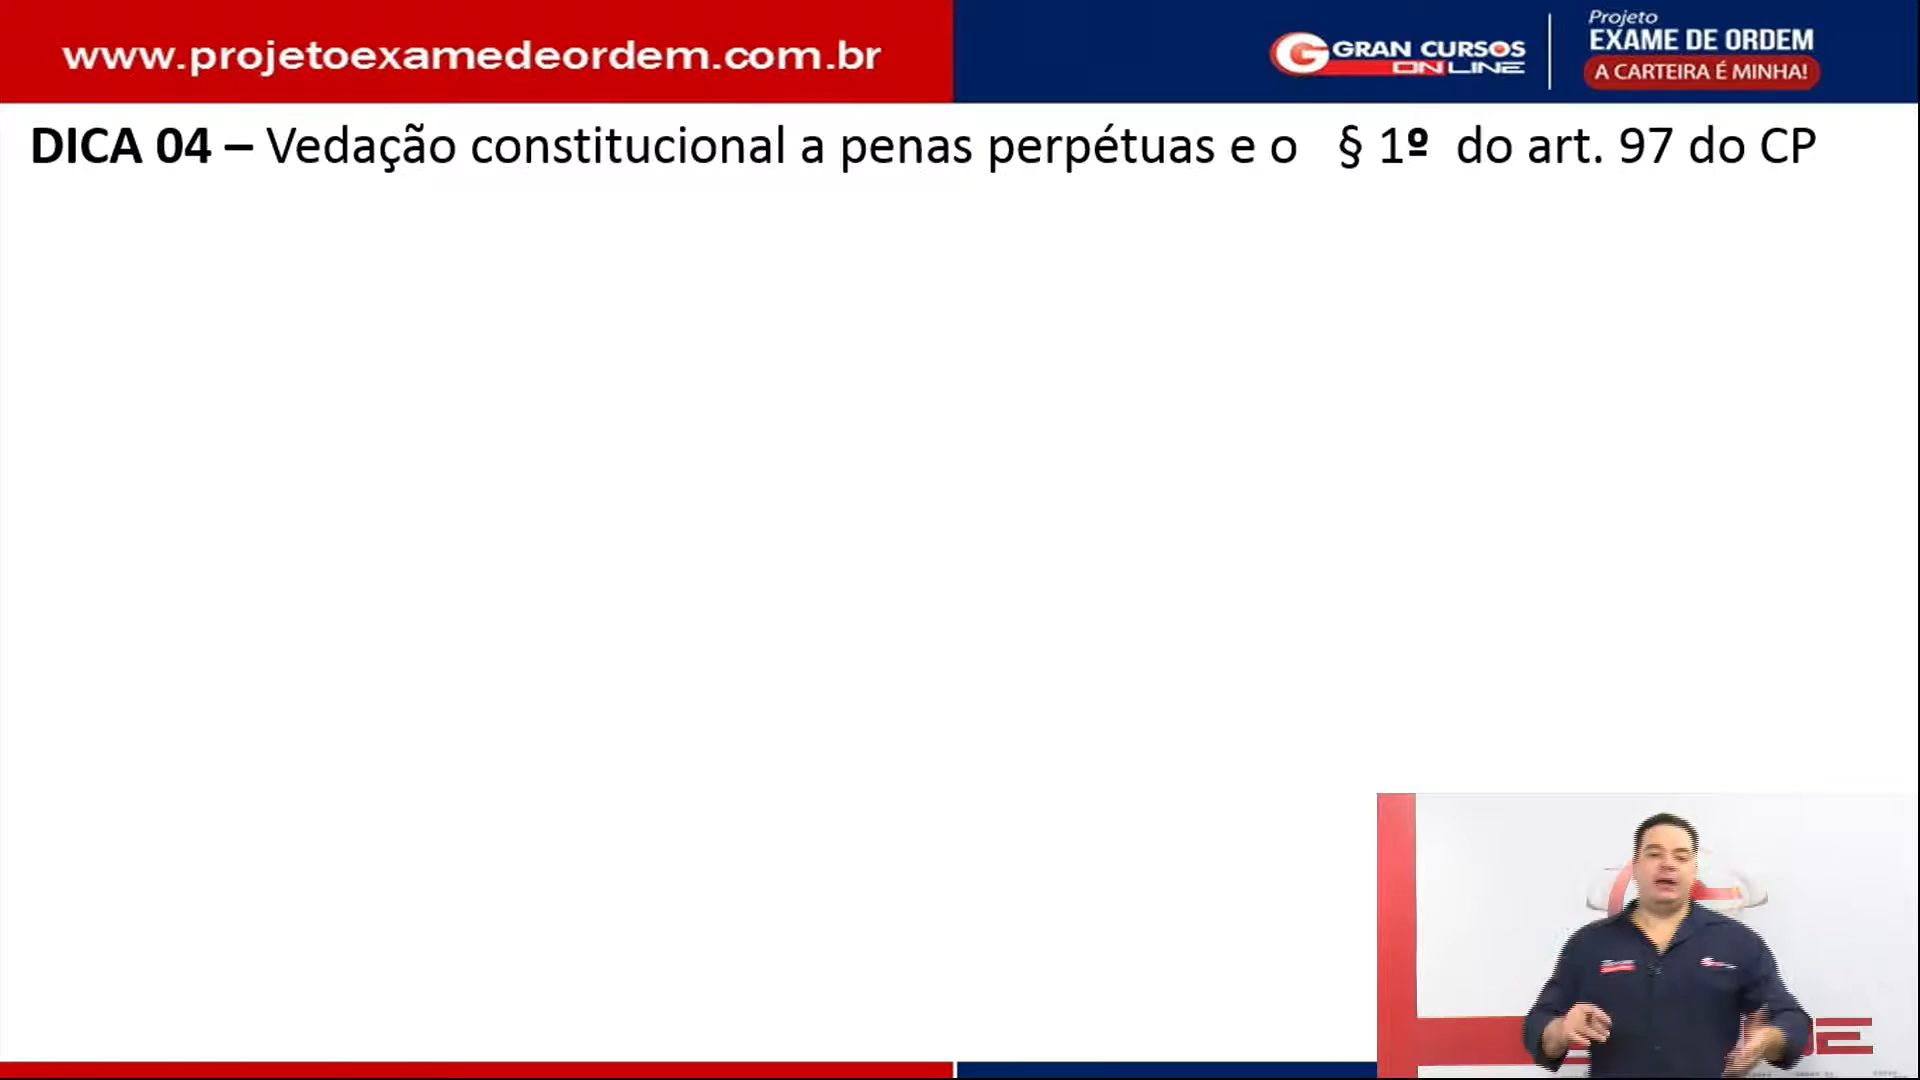 www.projetoexamedeordem.com.br
GRAN CURSOS
ONLINE
Projeto
EXAME DE ORDEM
A CARTEIRA É MINHA!
DICA 04 – Vedação constitucional a penas perpétuas e o § 1º do art. 97 do CP